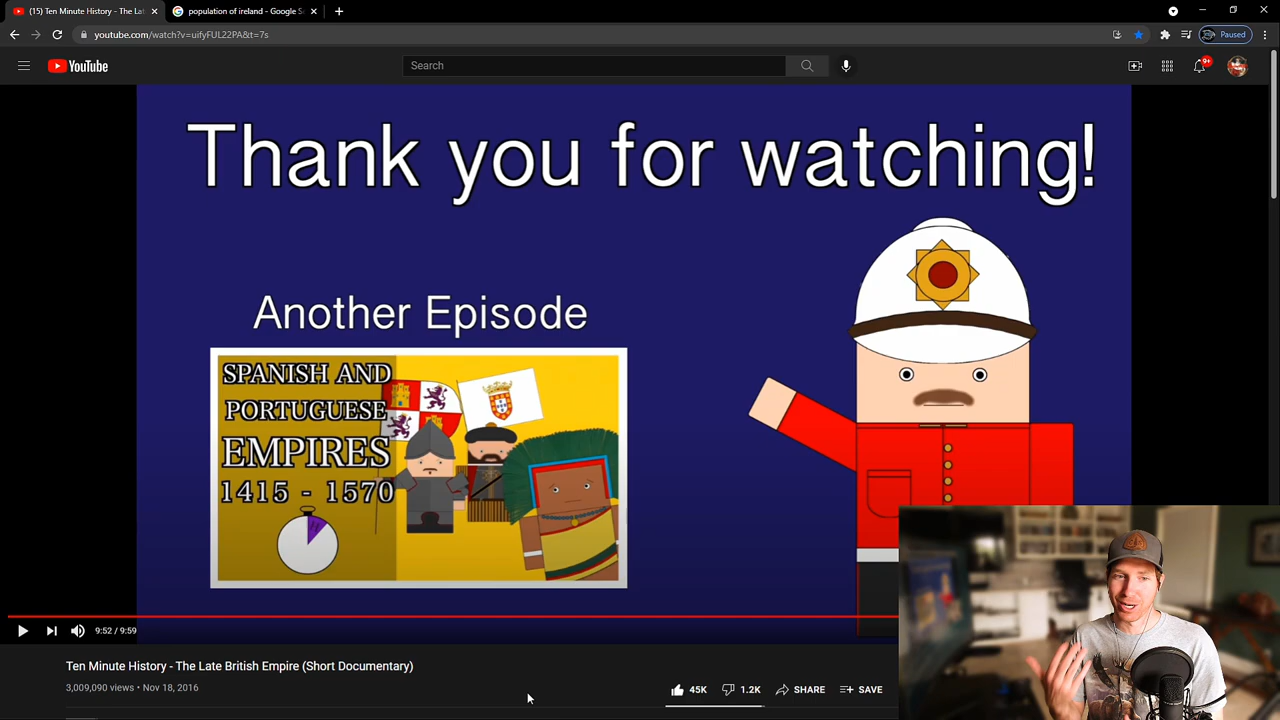 (15) Ten Minute History - The Lat
population of ireland - Google S
youtube.com/watch?v=uifyFUL22PA&t=7s
Paused
YouTube
Search
9+
Thank you for watching!
Another Episode
SPANISH AND
PORTUGUESE
EMPIRES
1415 - 1570
9:52 / 9:59
Ten Minute History - The Late British Empire (Short Documentary)
3,009,090 views • Nov 18, 2016
45K
1.2K
SHARE
SAVE